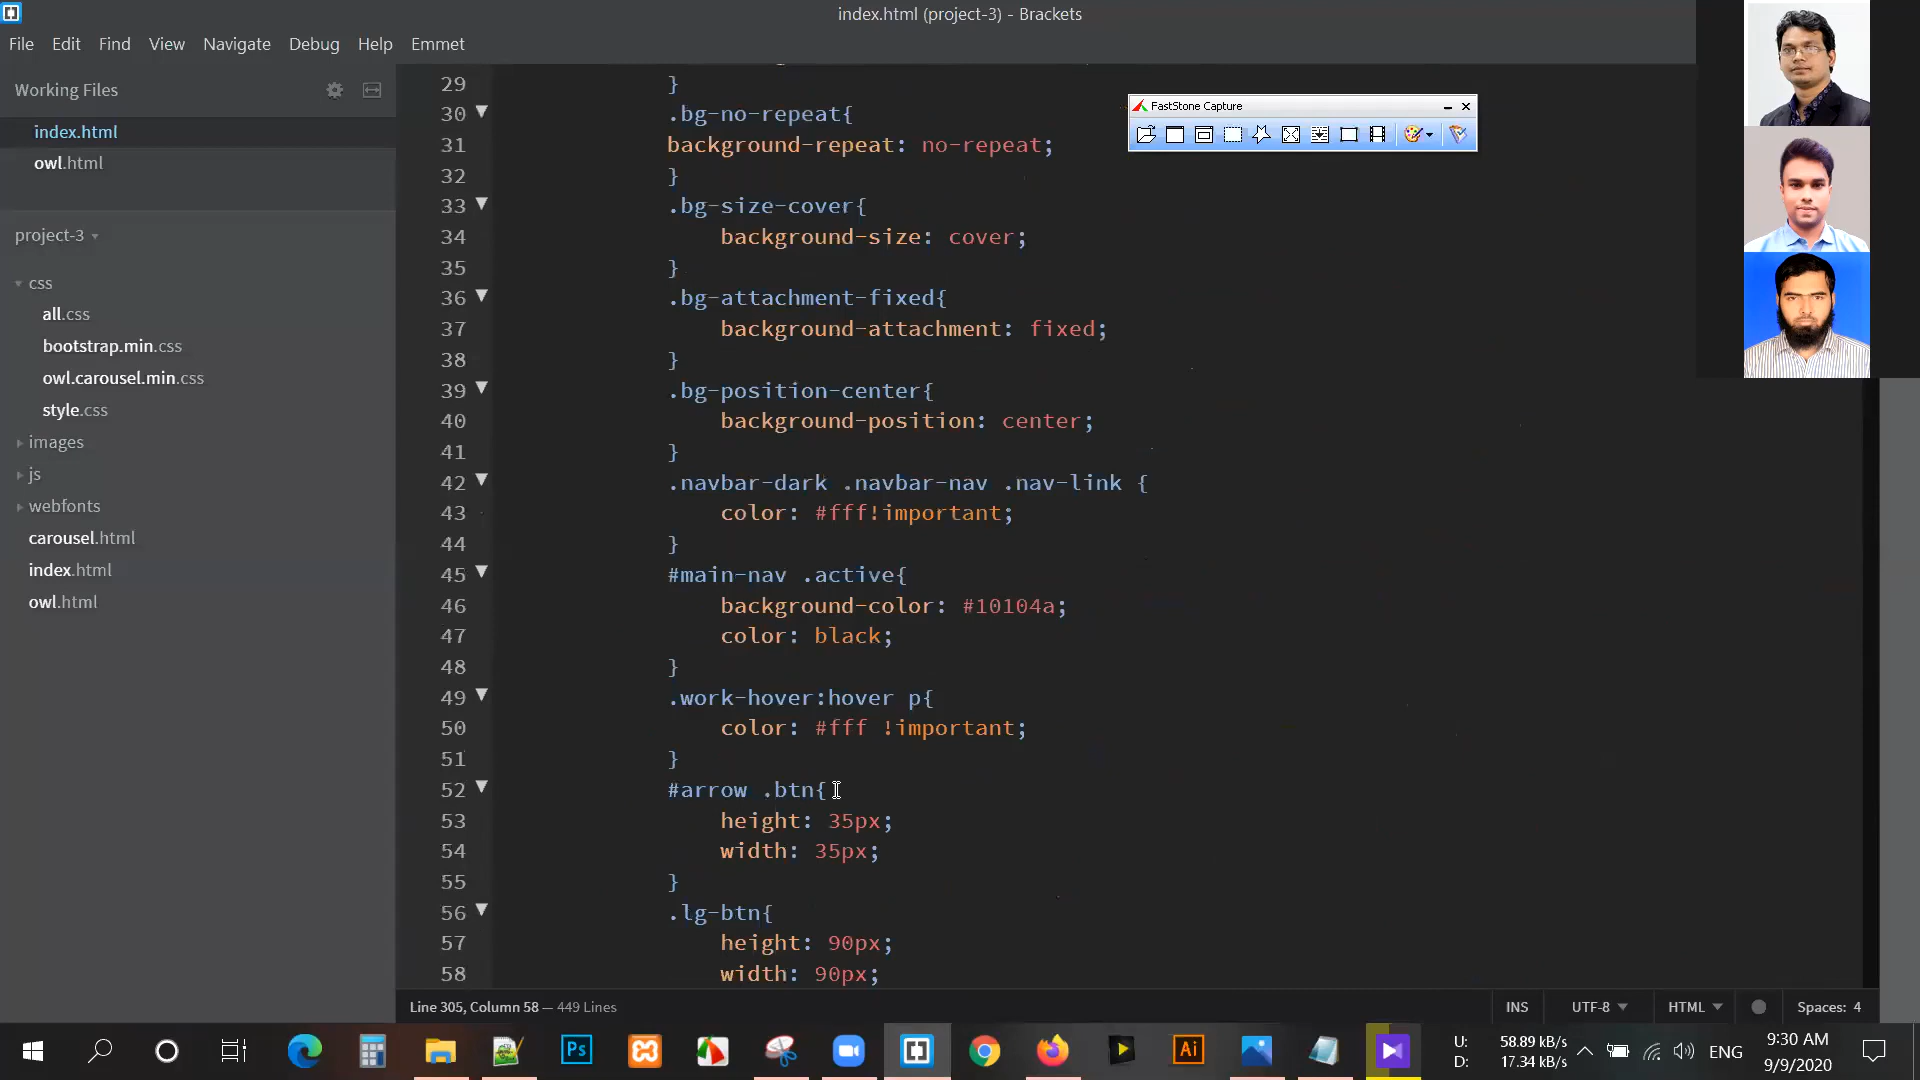 index.html (project-3) - Brackets
File Edit Find View Navigate Debug Help Emmet
Working Files
index.html
owl.html
project-3
css
all.css
bootstrap.min.css
owl.carousel.min.css
style.css
images
js
webfonts
carousel.html
index.html
owl.html
FastStone Capture
29 }
30 .bg-no-repeat{
31 background-repeat: no-repeat;
32 }
33 .bg-size-cover{
34 background-size: cover;
35 }
36 .bg-attachment-fixed{
37 background-attachment: fixed;
38 }
39 .bg-position-center{
40 background-position: center;
41 }
42 .navbar-dark .navbar-nav .nav-link {
43 color: #fff!important;
44 }
45 #main-nav .active{
46 background-color: #10104a;
47 color: black;
48 }
49 .work-hover:hover p{
50 color: #fff !important;
51 }
52 #arrow .btn{
53 height: 35px;
54 width: 35px;
55 }
56 .lg-btn{
57 height: 90px;
58 width: 90px;
Line 305, Column 58 — 449 Lines
INS UTF-8 HTML Spaces: 4
Ps
Ai
U: 58.89 kB/s
D: 17.34 kB/s
ENG
9:30 AM
9/9/2020